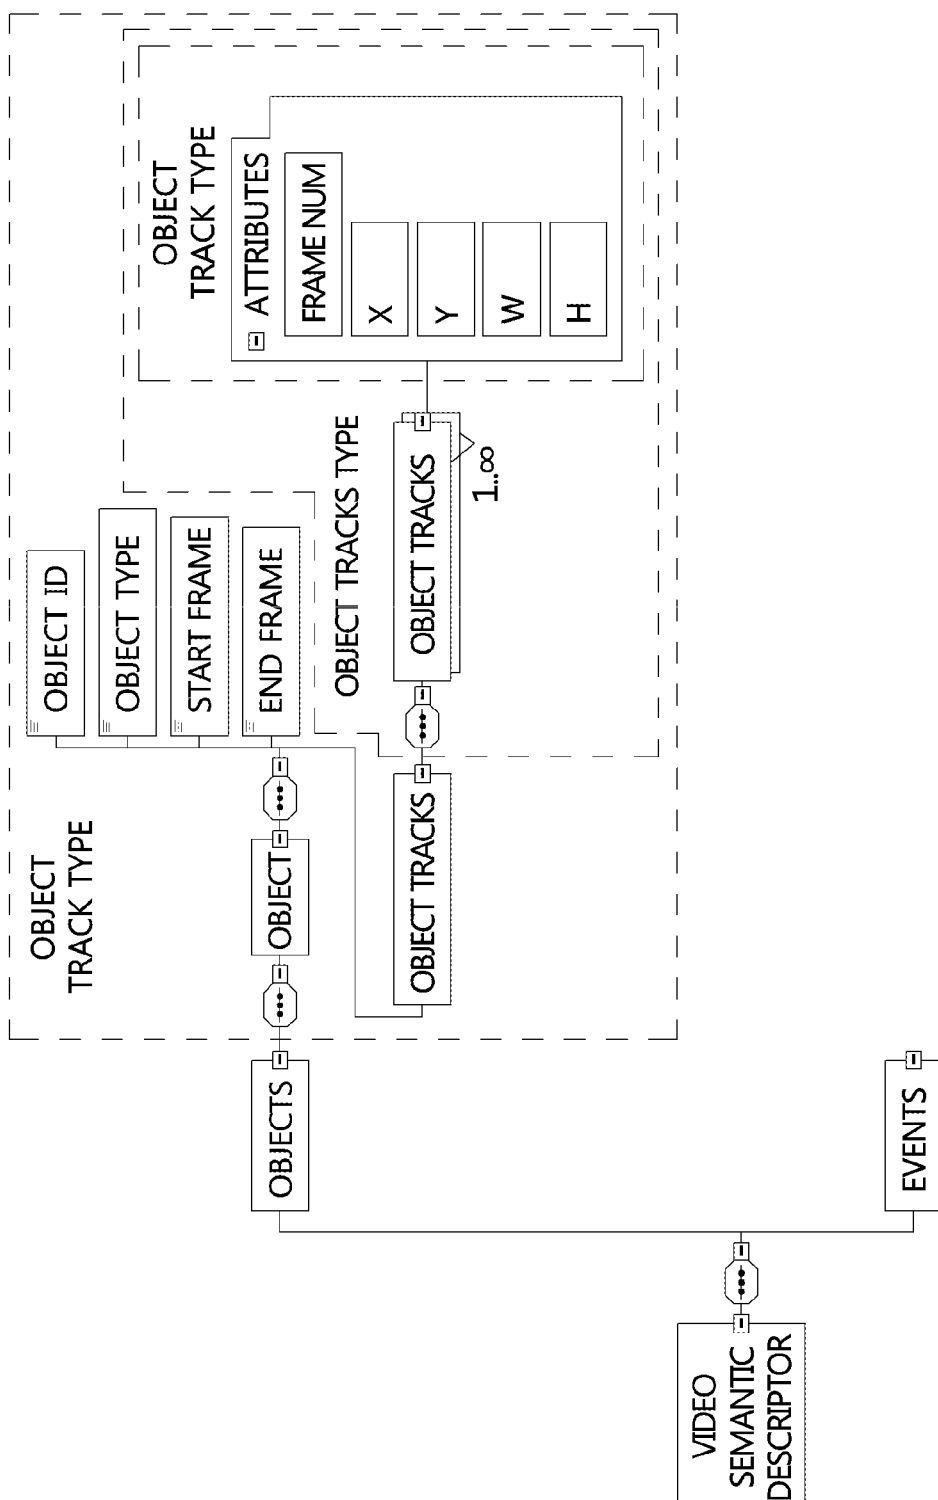 VIDEO
SEMANTIC
DESCRIPTOR
OBJECTS
EVENTS
OBJECT
TRACK TYPE
OBJECT
OBJECT ID
OBJECT TYPE
START FRAME
END FRAME
OBJECT TRACKS
OBJECT TRACKS TYPE
OBJECT TRACKS
1..∞
OBJECT
TRACK TYPE
ATTRIBUTES
FRAME NUM
X
Y
W
H